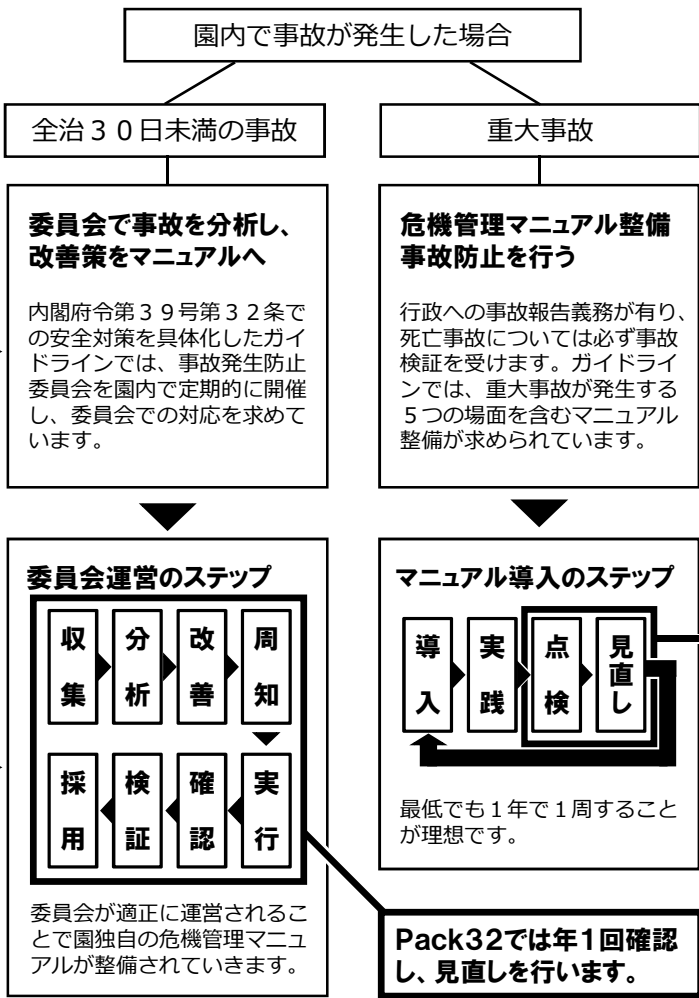 園内で事故が発生した場合
全治３０日未満の事故
委員会で事故を分析し、
改善策をマニュアルへ
内閣府令第３９号第３２条で
の安全対策を具体化したガイ
ドラインでは、事故発生防止
委員会を園内で定期的に開催
し、委員会での対応を求めて
います。
委員会運営のステップ
収集
分析
改善
周知
実行
確認
検証
採用
委員会が適正に運営されるこ
とで園独自の危機管理マニュ
アルが整備されていきます。
重大事故
危機管理マニュアル整備
事故防止を行う
行政への事故報告義務が有り、
死亡事故については必ず事故
検証を受けます。ガイドライ
ンでは、重大事故が発生する
５つの場面を含むマニュアル
整備が求められています。
マニュアル導入のステップ
導入
実践
点検
見直し
最低でも１年で１周すること
が理想です。
Pack32では年1回確認
し、見直しを行います。